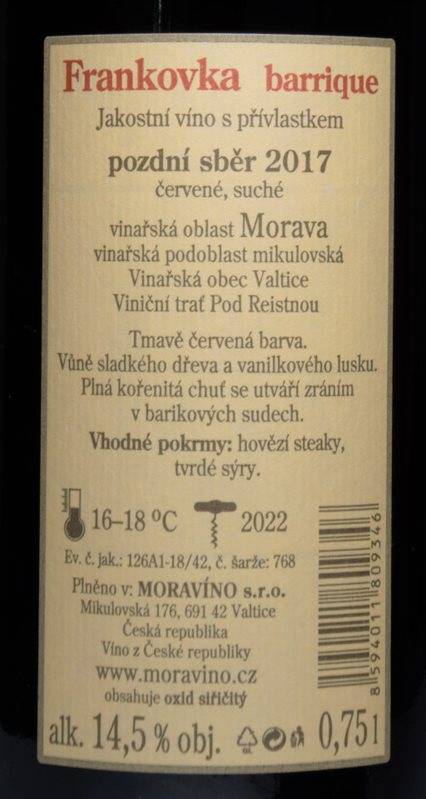 Frankovka barrique
Jakostní víno s přívlastkem
pozdní sběr 2017
červené, suché
vinařská oblast Morava
vinařská podoblast mikulovská
Vinařská obec Valtice
Viniční trať Pod Reistnou
Tmavě červená barva.
Vůně sladkého dřeva a vanilkového lusku.
Plná kořenitá chuť se utváří zráním
v barikových sudech.
Vhodné pokrmy: hovězí steaky,
tvrdé sýry.
16–18 ºC 2022
Ev. č. jak.: 126A1-18/42, č. šarže: 768
Plněno v: MORAVÍNO s.r.o.
Mikulovská 176, 691 42 Valtice
Česká republika
Víno z České republiky
www.moravino.cz
obsahuje oxid siřičitý
alk. 14,5 % obj. 0,75 l
8 594011 809346